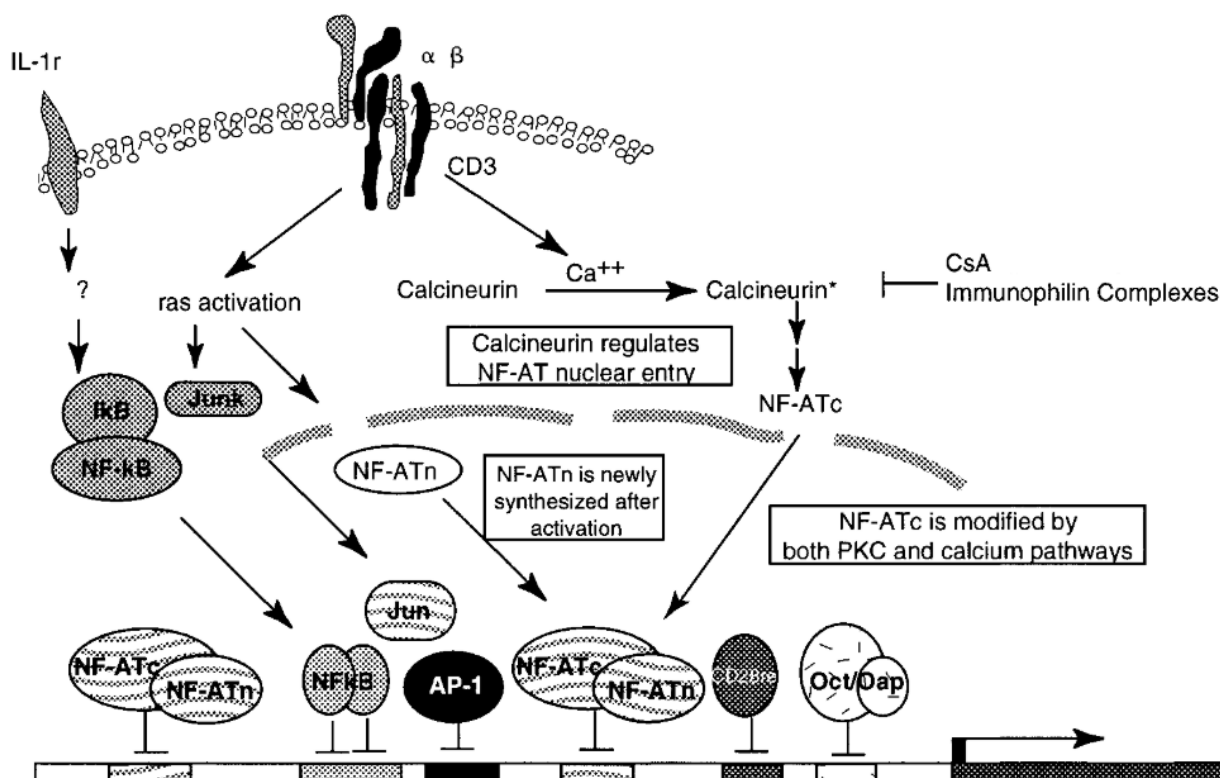 IL-1r
α β
CD3
?
ras activation
Calcineurin
Ca++
Calcineurin*
CsA
Immunophilin Complexes
Calcineurin regulates
NF-AT nuclear entry
IkB
Junk
NF-kB
NF-ATc
NF-ATn
NF-ATn is newly
synthesized after
activation
NF-ATc is modified by
both PKC and calcium pathways
Jun
NF-ATc
NF-ATn
NFkB
AP-1
NF-ATc
NF-ATn
CD28re
Oct/Oap